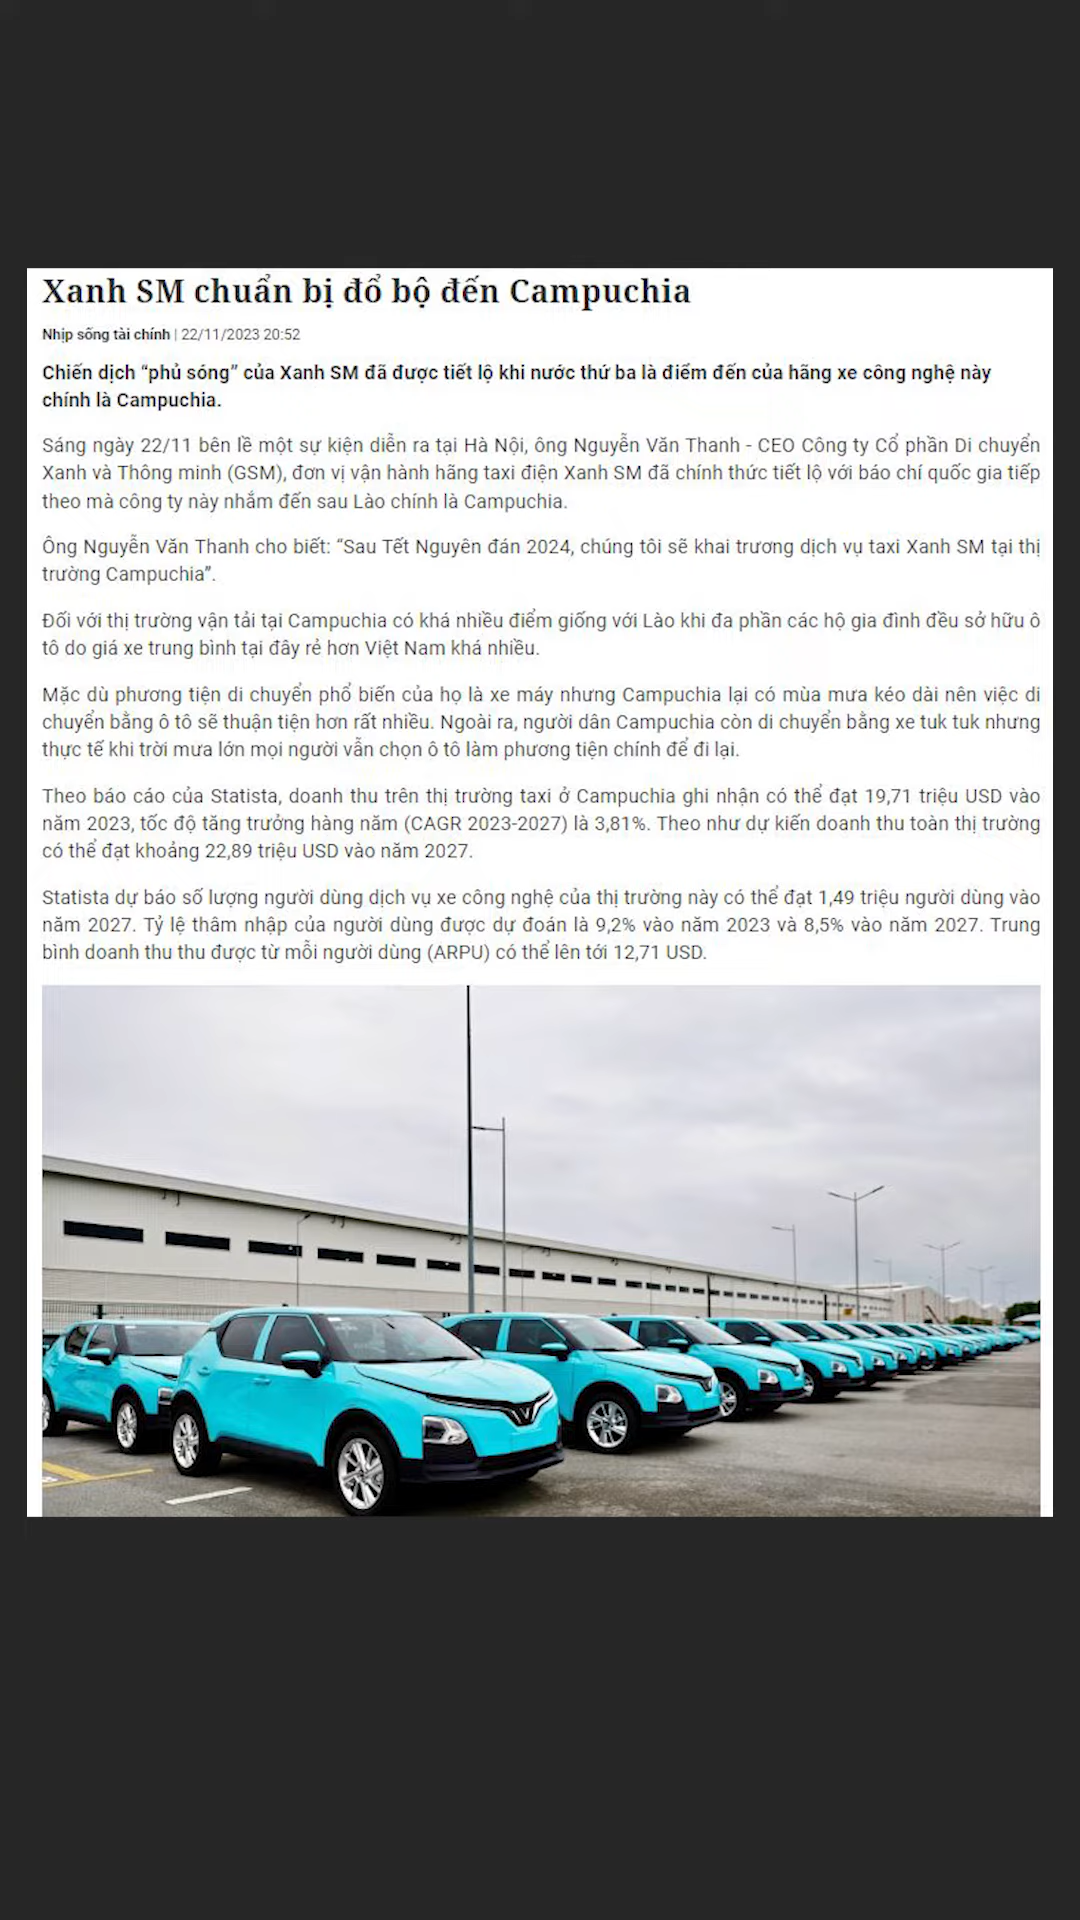 Xanh SM chuẩn bị đổ bộ đến Campuchia
Nhịp sống tài chính | 22/11/2023 20:52
Chiến dịch “phủ sóng” của Xanh SM đã được tiết lộ khi nước thứ ba là điểm đến của hãng xe công nghệ này
chính là Campuchia.
Sáng ngày 22/11 bên lề một sự kiện diễn ra tại Hà Nội, ông Nguyễn Văn Thanh - CEO Công ty Cổ phần Di chuyển
Xanh và Thông minh (GSM), đơn vị vận hành hãng taxi điện Xanh SM đã chính thức tiết lộ với báo chí quốc gia tiếp
theo mà công ty này nhắm đến sau Lào chính là Campuchia.
Ông Nguyễn Văn Thanh cho biết: “Sau Tết Nguyên đán 2024, chúng tôi sẽ khai trương dịch vụ taxi Xanh SM tại thị
trường Campuchia”.
Đối với thị trường vận tải tại Campuchia có khá nhiều điểm giống với Lào khi đa phần các hộ gia đình đều sở hữu ô
tô do giá xe trung bình tại đây rẻ hơn Việt Nam khá nhiều.
Mặc dù phương tiện di chuyển phổ biến của họ là xe máy nhưng Campuchia lại có mùa mưa kéo dài nên việc di
chuyển bằng ô tô sẽ thuận tiện hơn rất nhiều. Ngoài ra, người dân Campuchia còn di chuyển bằng xe tuk tuk nhưng
thực tế khi trời mưa lớn mọi người vẫn chọn ô tô làm phương tiện chính để đi lại.
Theo báo cáo của Statista, doanh thu trên thị trường taxi ở Campuchia ghi nhận có thể đạt 19,71 triệu USD vào
năm 2023, tốc độ tăng trưởng hàng năm (CAGR 2023-2027) là 3,81%. Theo như dự kiến doanh thu toàn thị trường
có thể đạt khoảng 22,89 triệu USD vào năm 2027.
Statista dự báo số lượng người dùng dịch vụ xe công nghệ của thị trường này có thể đạt 1,49 triệu người dùng vào
năm 2027. Tỷ lệ thâm nhập của người dùng được dự đoán là 9,2% vào năm 2023 và 8,5% vào năm 2027. Trung
bình doanh thu thu được từ mỗi người dùng (ARPU) có thể lên tới 12,71 USD.